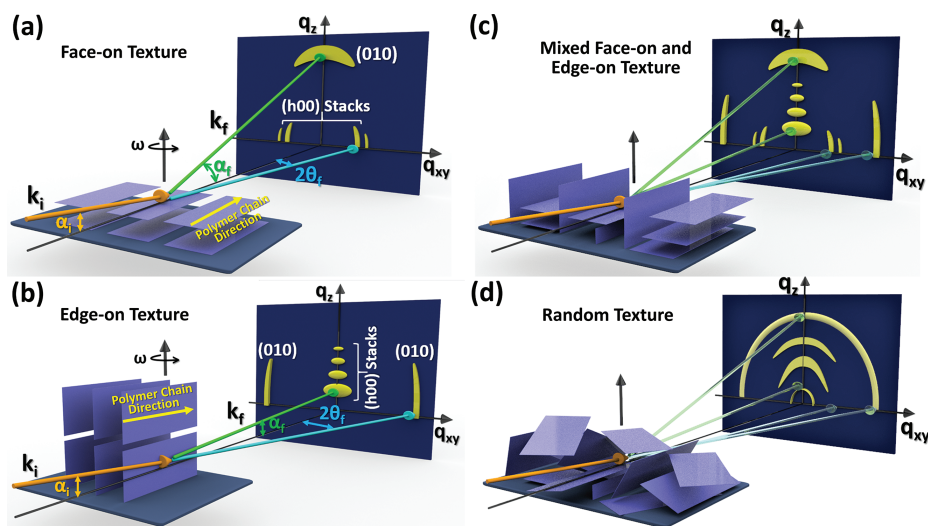 (a)
Face-on Texture
q_z
(010)
(h00) Stacks
k_f
ω
α_f
2θ_f
q_xy
k_i
α_i
Polymer Chain
Direction
(b)
Edge-on Texture
q_z
(010)
(010)
(h00) Stacks
ω
Polymer Chain
Direction
k_f
2θ_f
α_f
q_xy
k_i
α_i
(c)
Mixed Face-on and
Edge-on Texture
q_z
q_xy
(d)
Random Texture
q_z
q_xy